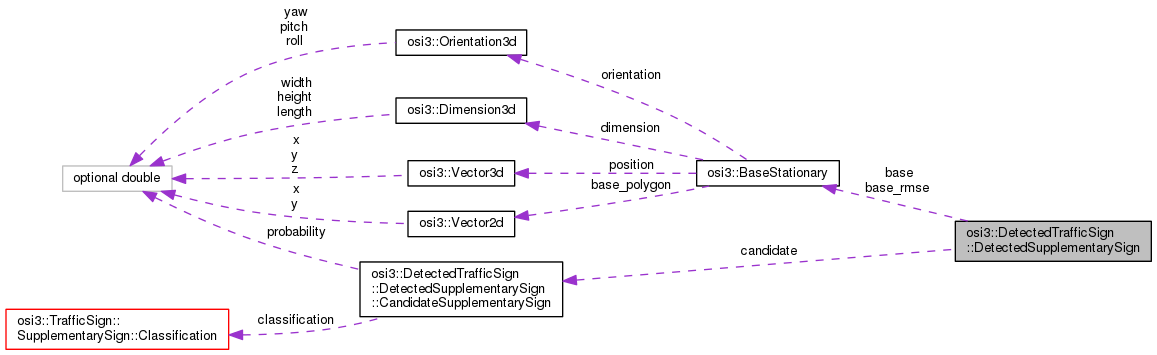 yaw
pitch
roll
osi3::Orientation3d
orientation
width
height
length
osi3::Dimension3d
dimension
x
y
z
optional double
osi3::Vector3d
position
osi3::BaseStationary
base
base_rmse
x
y
osi3::Vector2d
base_polygon
probability
osi3::DetectedTrafficSign
::DetectedSupplementarySign
candidate
osi3::DetectedTrafficSign
::DetectedSupplementarySign
::CandidateSupplementarySign
osi3::TrafficSign::
SupplementarySign::Classification
classification